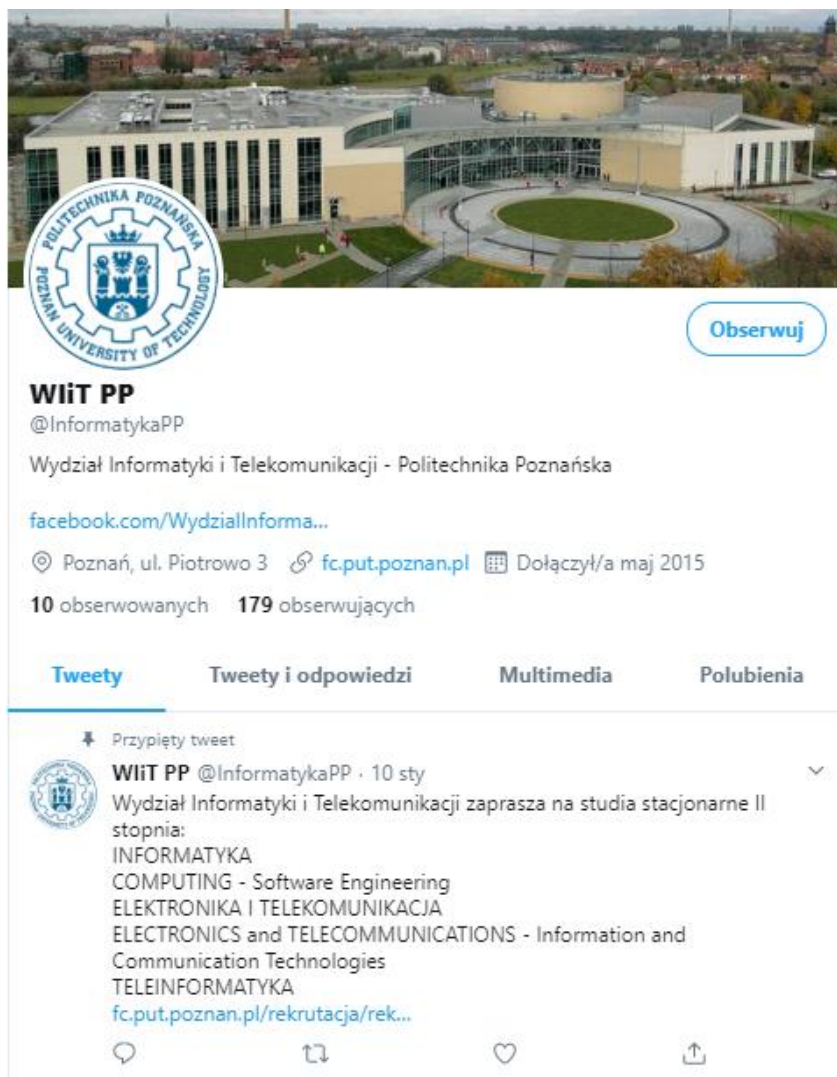 POLITECHNIKA POZNAŃSKA
POZNAN UNIVERSITY OF TECHNOLOGY
Obserwuj
WIiT PP
@InformatykaPP
Wydział Informatyki i Telekomunikacji - Politechnika Poznańska
facebook.com/WydzialInforma...
Poznań, ul. Piotrowo 3 fc.put.poznan.pl Dołączył/a maj 2015
10 obserwowanych 179 obserwujących
Tweety Tweety i odpowiedzi Multimedia Polubienia
Przypięty tweet
WIiT PP @InformatykaPP · 10 sty
Wydział Informatyki i Telekomunikacji zaprasza na studia stacjonarne II
stopnia:
INFORMATYKA
COMPUTING - Software Engineering
ELEKTRONIKA I TELEKOMUNIKACJA
ELECTRONICS and TELECOMMUNICATIONS - Information and
Communication Technologies
TELEINFORMATYKA
fc.put.poznan.pl/rekrutacja/rek...